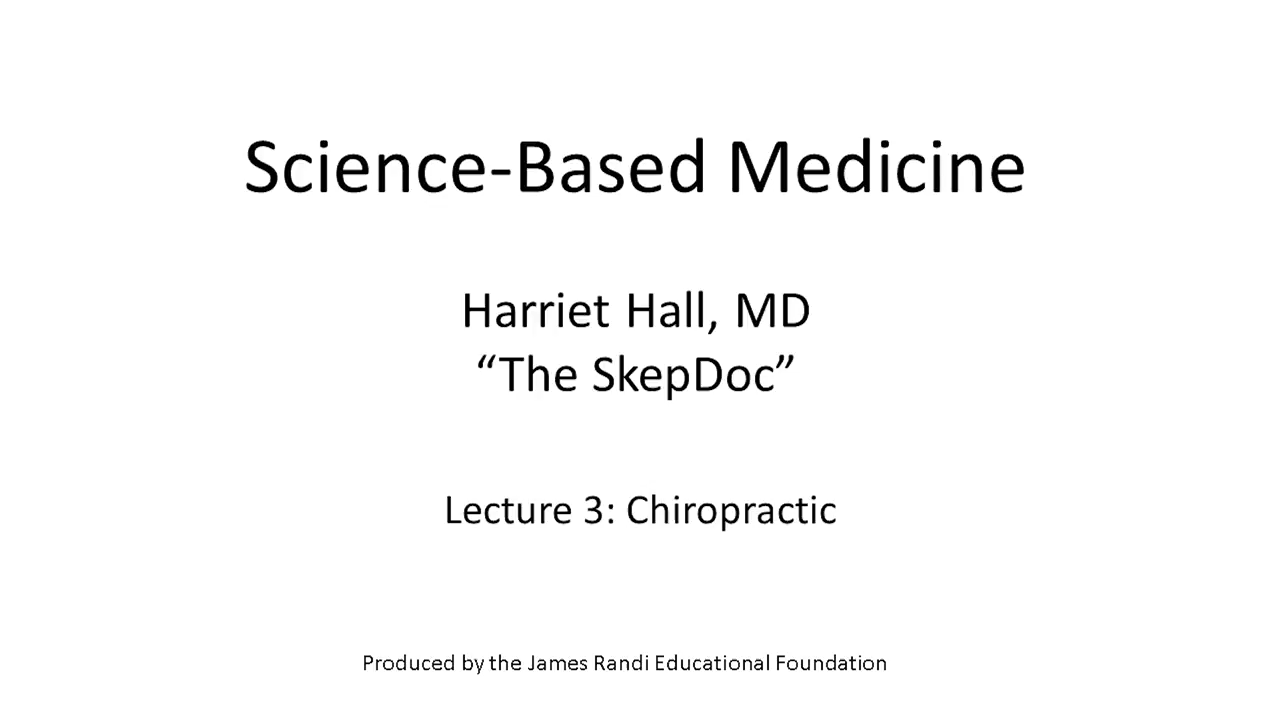 Science-Based Medicine
Harriet Hall, MD
“The SkepDoc”
Lecture 3: Chiropractic
Produced by the James Randi Educational Foundation